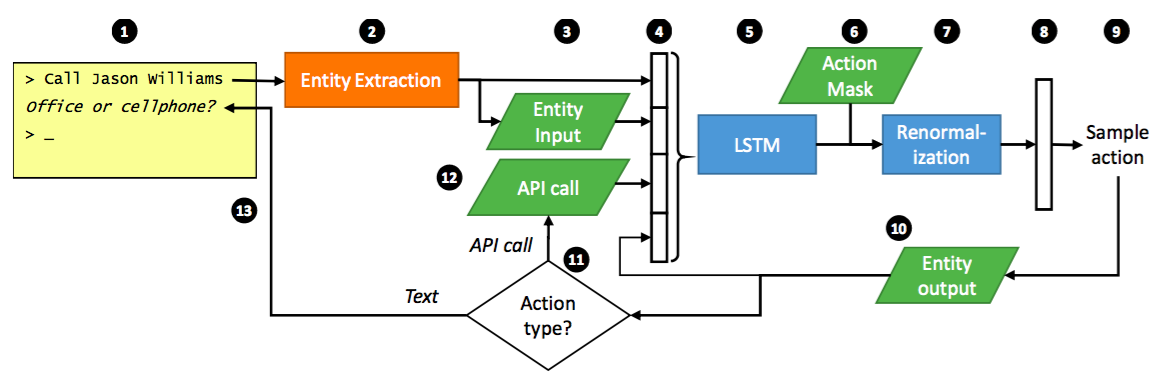 1
2
3
4
5
6
7
8
9
> Call Jason Williams
Office or cellphone?
> _
Entity Extraction
Entity
Input
Action
Mask
LSTM
Renormal-
ization
Sample
action
12
API call
13
API call
11
10
Entity
output
Text
Action
type?